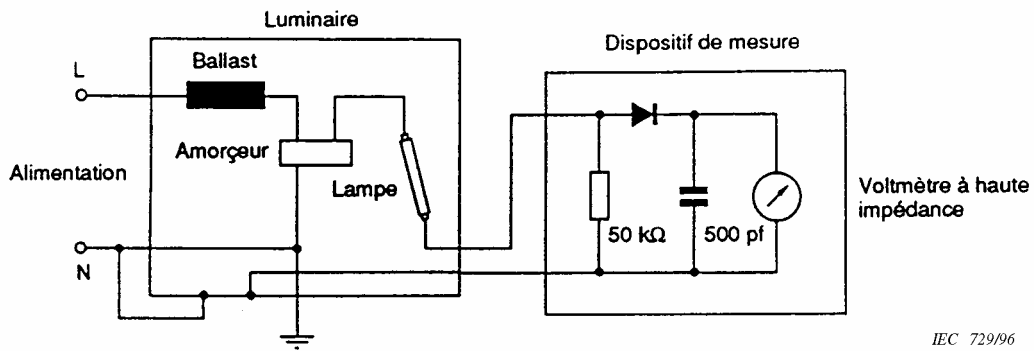 Luminaire
Dispositif de mesure
L
Ballast
Amorçeur
Alimentation
Lampe
Voltmètre à haute
impédance
50 kΩ
500 pf
N
IEC 729/96